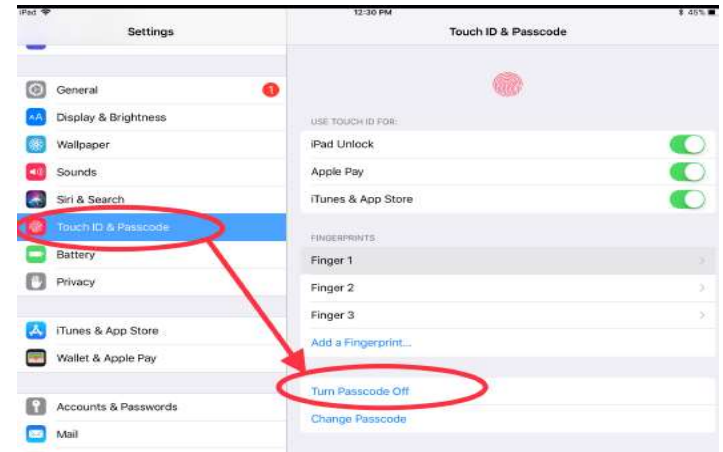 iPad 12:30 PM 45%
Settings
Touch ID & Passcode
General 1
Display & Brightness
Wallpaper
Sounds
Siri & Search
Touch ID & Passcode
Battery
Privacy
iTunes & App Store
Wallet & Apple Pay
Accounts & Passwords
Mail
USE TOUCH ID FOR:
iPad Unlock
Apple Pay
iTunes & App Store
FINGERPRINTS
Finger 1
Finger 2
Finger 3
Add a Fingerprint...
Turn Passcode Off
Change Passcode